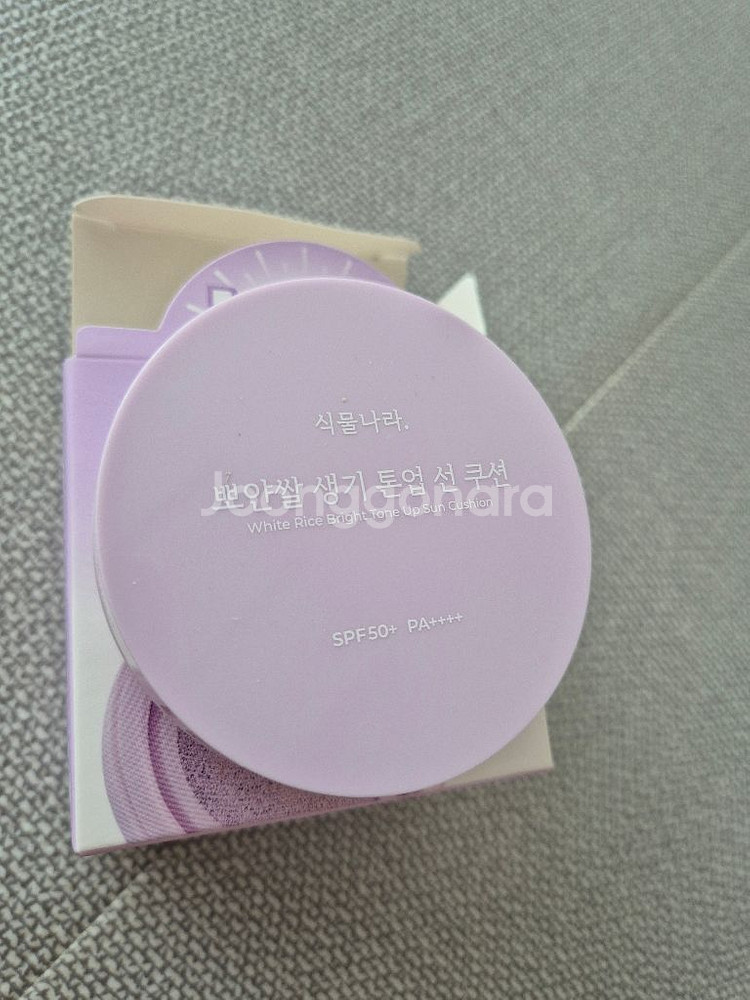 식물나라.
뽀얀쌀 생기 톤업 선 쿠션
Joonggonara
White Rice Bright Tone Up Sun Cushion
SPF50+ PA++++